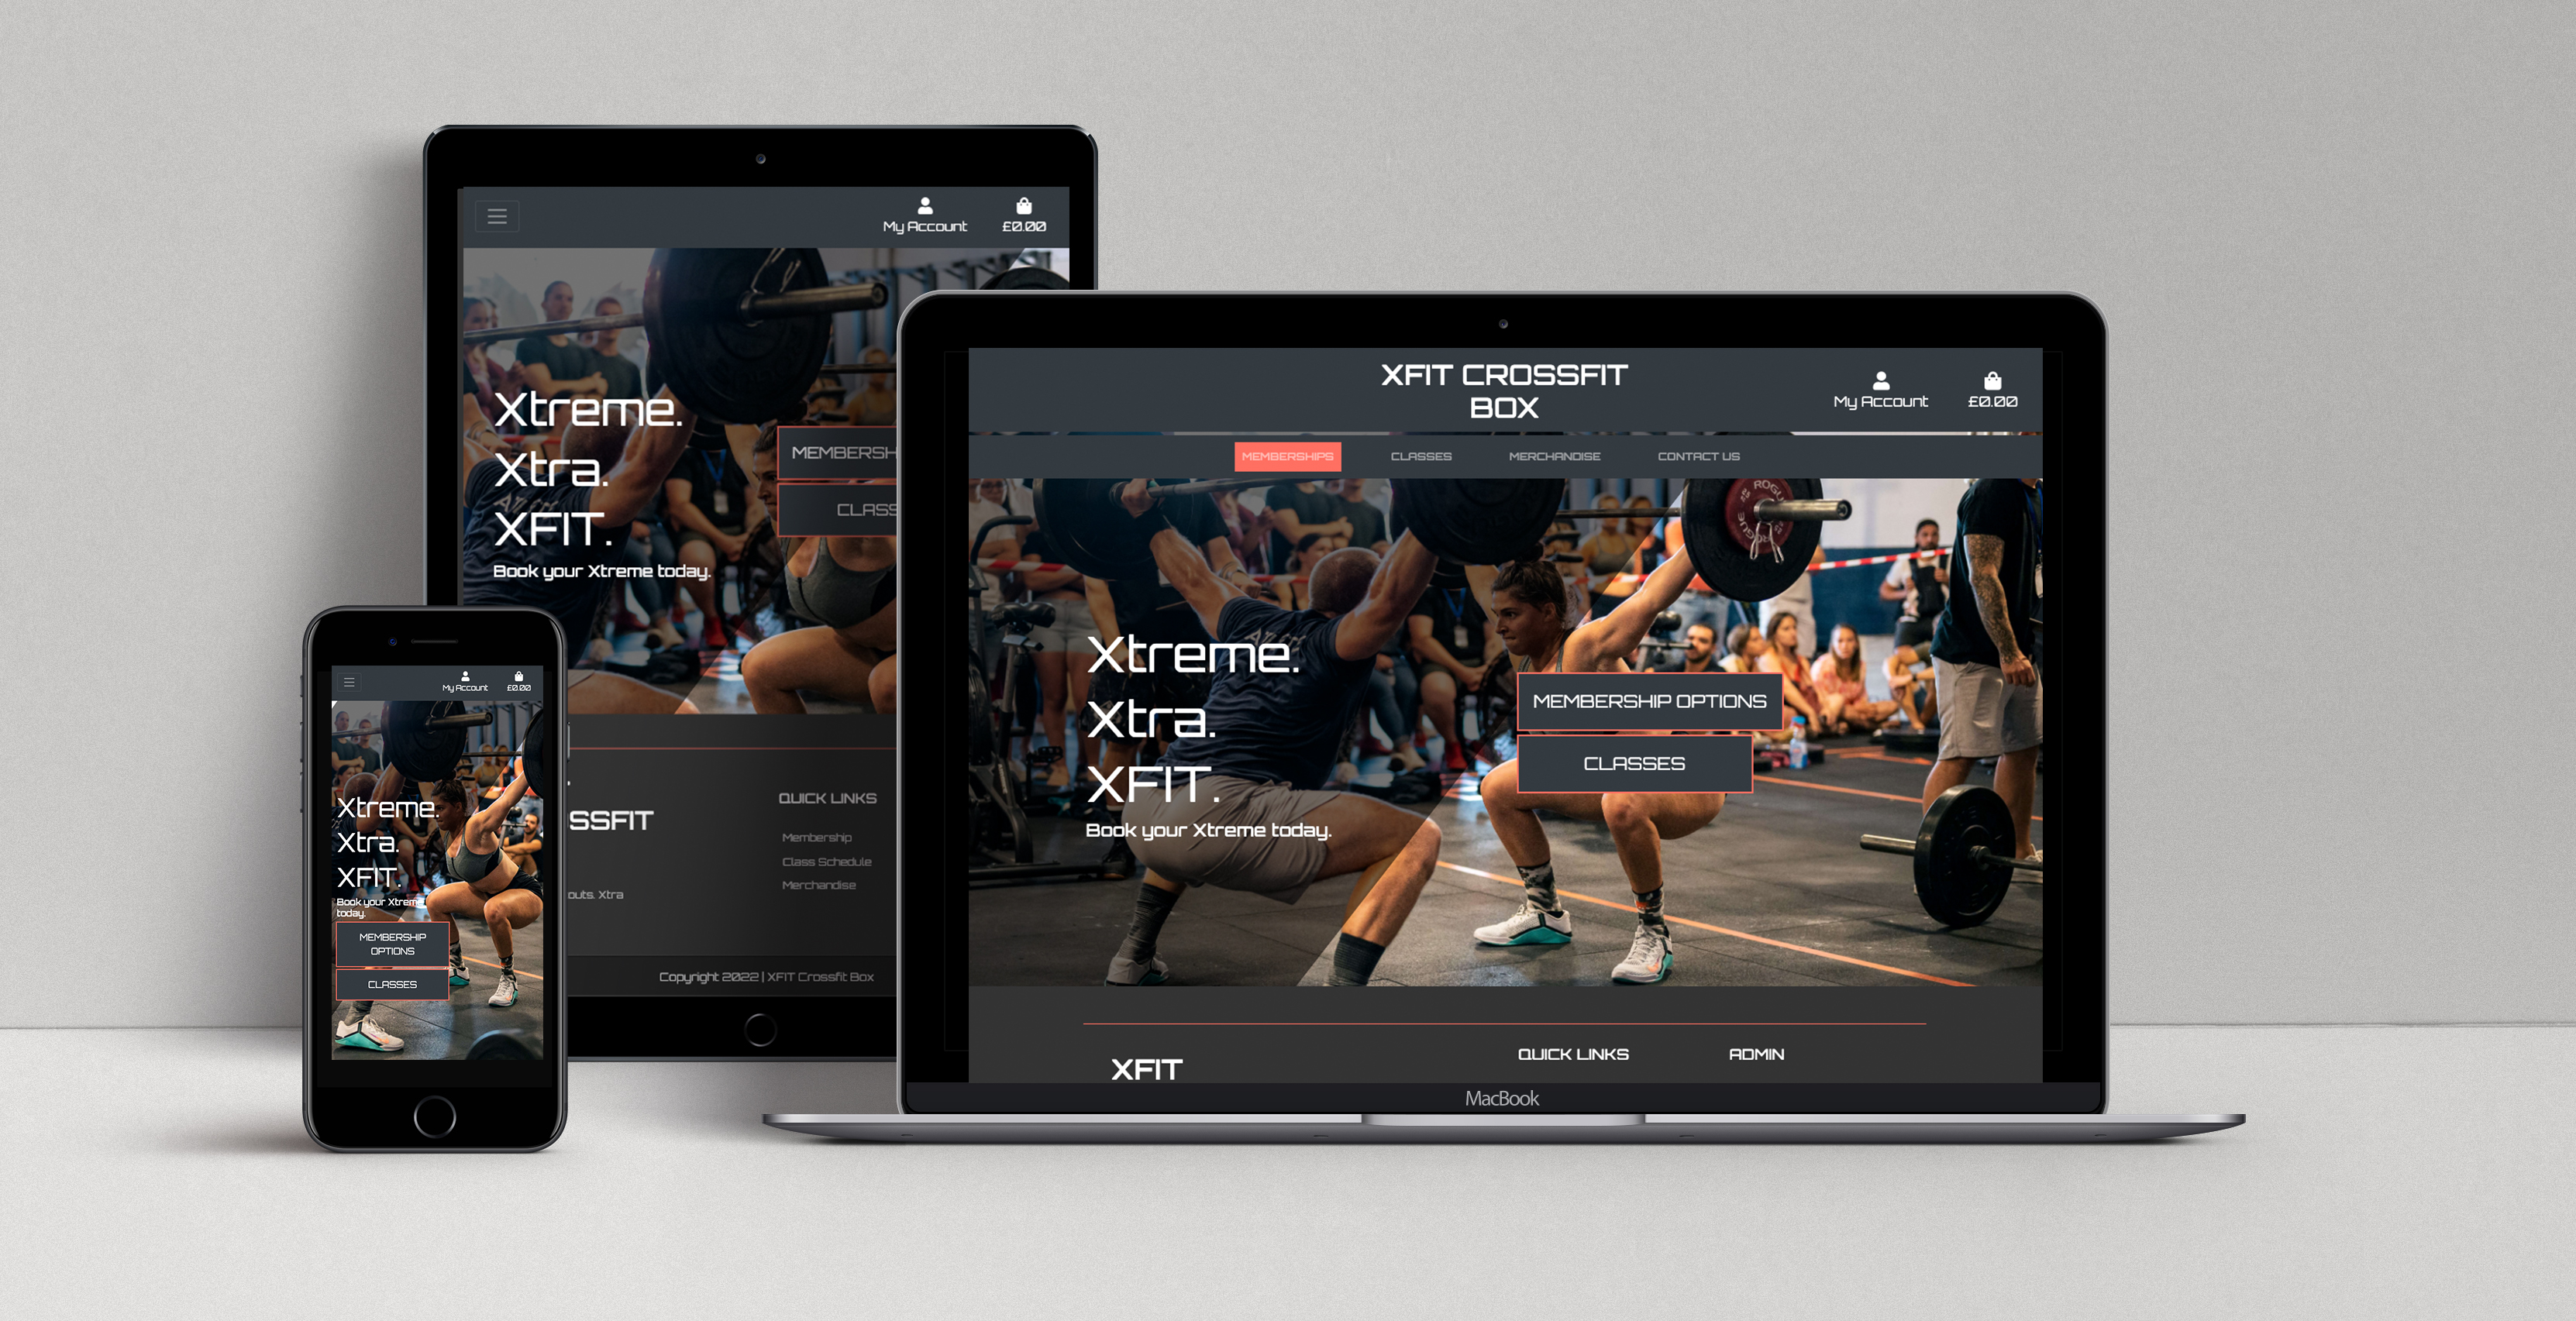 My Account
£0.00
Xtreme.
Xtra.
XFIT.
Book your Xtreme today.
CLASS
QUICK LINKS
SSFIT
Membership
Class Schedule
Merchandise
outs. Xtra
Copyright 2022 | XFIT Crossfit Box
My Account
£0.00
Xtreme.
Xtra.
XFIT.
Book your Xtreme
today.
MEMBERSHIP
OPTIONS
CLASSES
XFIT CROSSFIT
BOX
My Account
£0.00
MEMBERSHIPS CLASSES MERCHANDISE CONTACT US
ROGUE
ROGUE
Xtreme.
Xtra.
XFIT.
Book your Xtreme today.
MEMBERSHIP OPTIONS
CLASSES
QUICK LINKS ADMIN
XFIT
MacBook